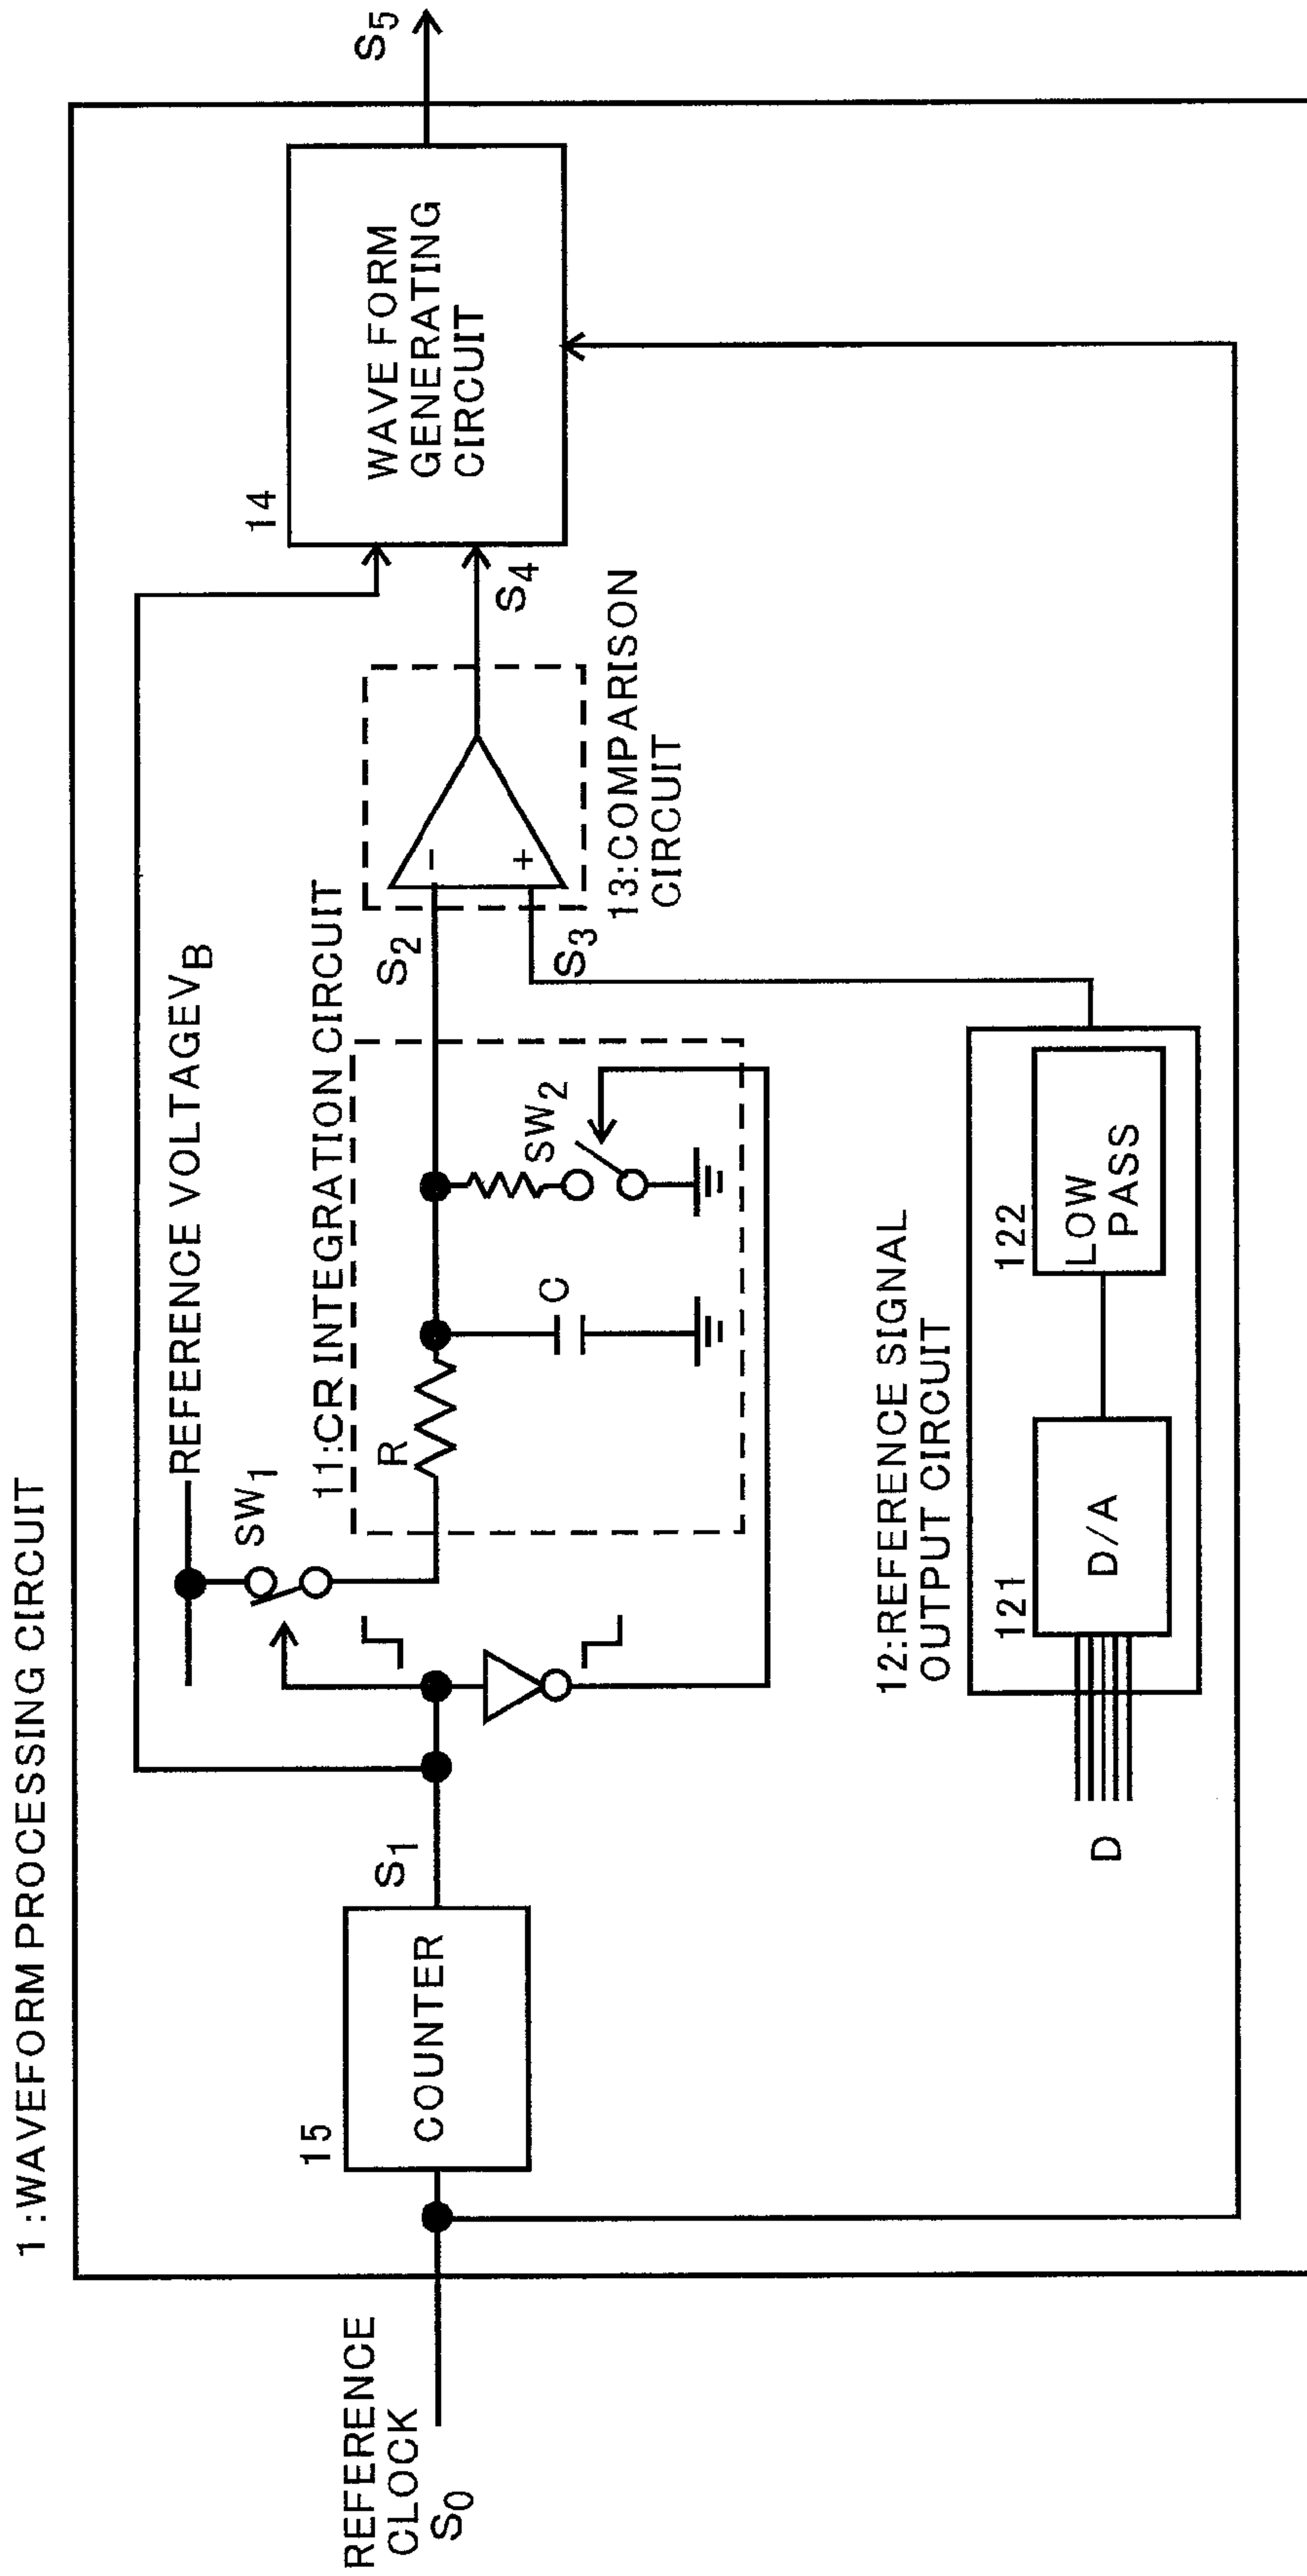 1 :WAVEFORM PROCESSING CIRCUIT
REFERENCE
CLOCK
S0
15
COUNTER
S1
SW1
REFERENCE VOLTAGEVB
11:CR INTEGRATION CIRCUIT
R
C
SW2
S2
S3
-
+
13:COMPARISON
CIRCUIT
S4
14
WAVE FORM
GENERATING
CIRCUIT
S5
12:REFERENCE SIGNAL
OUTPUT CIRCUIT
D
121
D/A
122
LOW
PASS